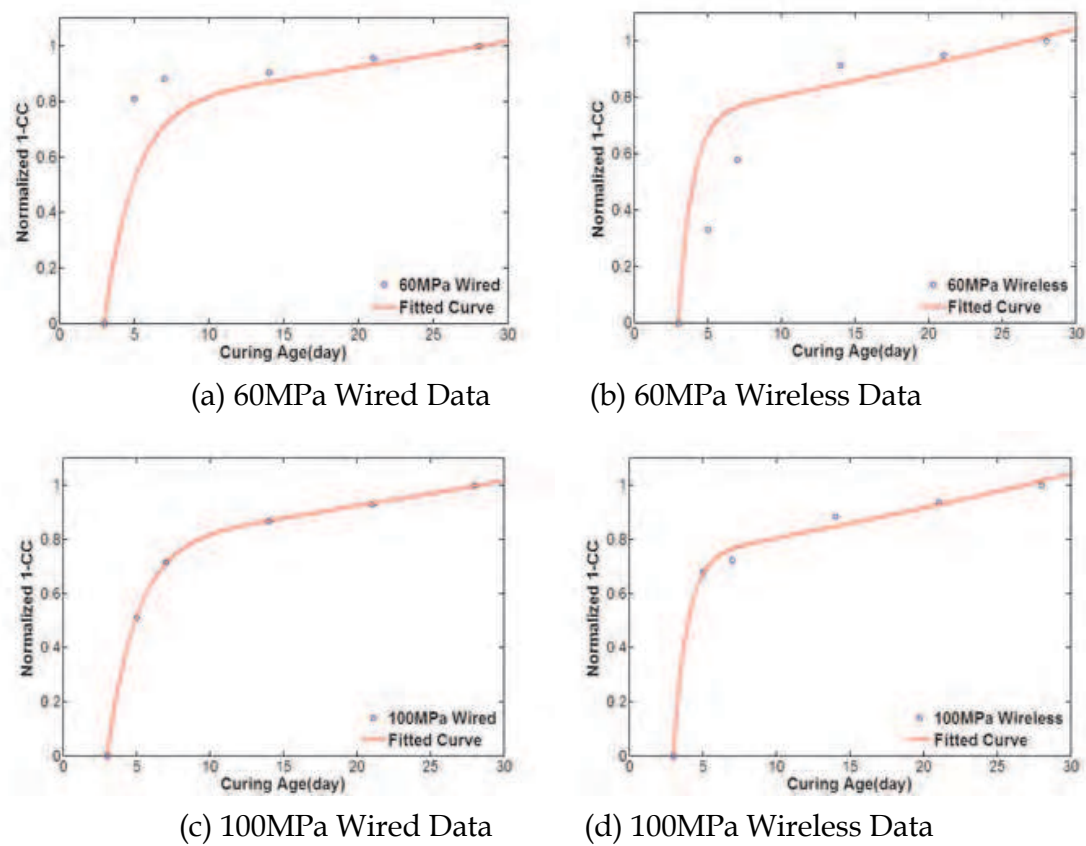 1
0.8
0.6
0.4
0.2
0
Normalized 1-CC
60MPa Wired
Fitted Curve
0 5 10 15 20 25 30
Curing Age(day)
(a) 60MPa Wired Data
1
0.8
0.6
0.4
0.2
0
Normalized 1-CC
60MPa Wireless
Fitted Curve
0 5 10 15 20 25 30
Curing Age(day)
(b) 60MPa Wireless Data
1
0.8
0.6
0.4
0.2
0
Normalized 1-CC
100MPa Wired
Fitted Curve
0 5 10 15 20 25 30
Curing Age(day)
(c) 100MPa Wired Data
1
0.8
0.6
0.4
0.2
0
Normalized 1-CC
100MPa Wireless
Fitted Curve
0 5 10 15 20 25 30
Curing Age(day)
(d) 100MPa Wireless Data